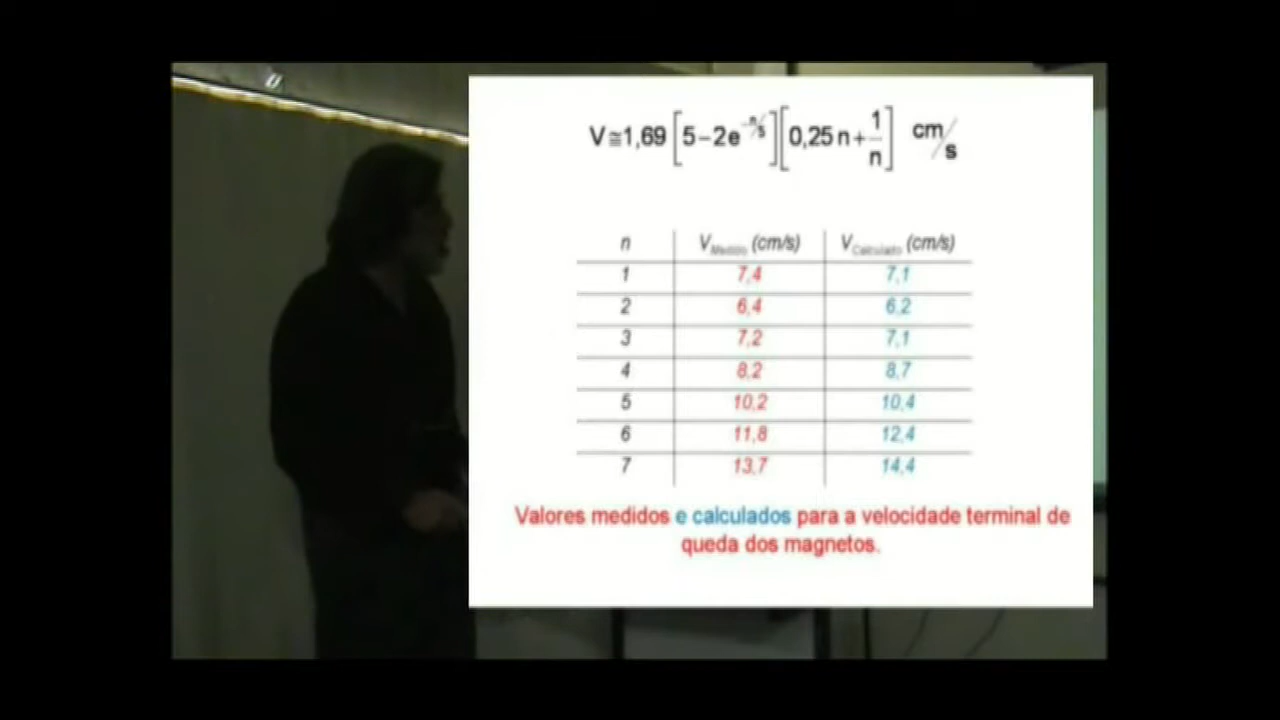 V≅1,69[5−2e^{−n/5}][0,25n+1/n] cm/s
n V_Medido (cm/s) V_Calculado (cm/s)
1 7,4 7,1
2 6,4 6,2
3 7,2 7,1
4 8,2 8,7
5 10,2 10,4
6 11,8 12,4
7 13,7 14,4
Valores medidos e calculados para a velocidade terminal de
queda dos magnetos.